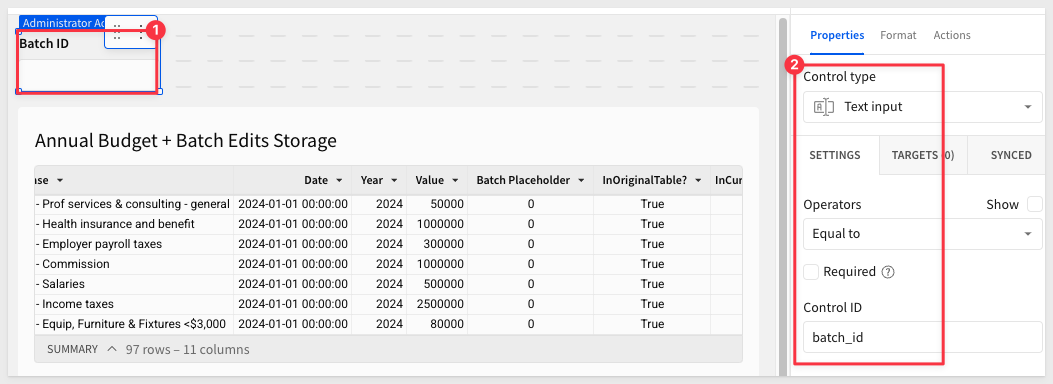 Administrator Ac
1
Batch ID
Annual Budget + Batch Edits Storage
ase Date Year Value Batch Placeholder InOriginalTable? InCur
- Prof services & consulting - general 2024-01-01 00:00:00 2024 50000 0 True
- Health insurance and benefit 2024-01-01 00:00:00 2024 1000000 0 True
- Employer payroll taxes 2024-01-01 00:00:00 2024 300000 0 True
- Commission 2024-01-01 00:00:00 2024 1000000 0 True
- Salaries 2024-01-01 00:00:00 2024 500000 0 True
- Income taxes 2024-01-01 00:00:00 2024 2500000 0 True
- Equip, Furniture & Fixtures <$3,000 2024-01-01 00:00:00 2024 80000 0 True
SUMMARY 97 rows – 11 columns
Properties Format Actions
2
Control type
Text input
SETTINGS TARGETS (0) SYNCED
Operators Show
Equal to
Required ?
Control ID
batch_id